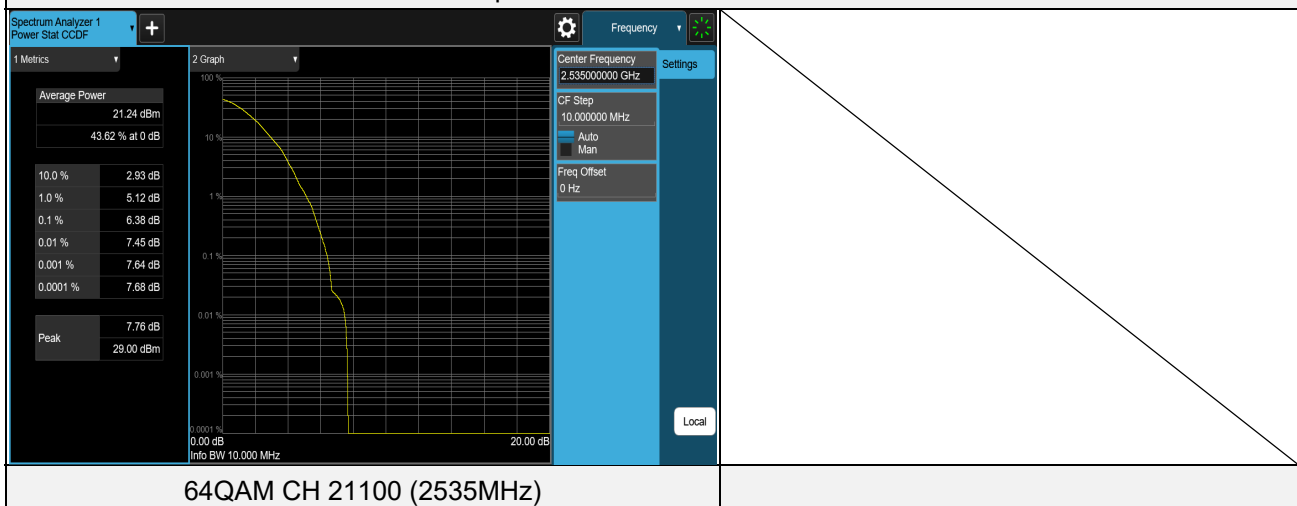 Spectrum Analyzer 1
Power Stat CCDF
Frequency
1 Metrics
2 Graph
Center Frequency
2.535000000 GHz
Settings
CF Step
10.000000 MHz
Auto
Man
Freq Offset
0 Hz
Average Power
21.24 dBm
43.62 % at 0 dB
10.0 % 2.93 dB
1.0 % 5.12 dB
0.1 % 6.38 dB
0.01 % 7.45 dB
0.001 % 7.64 dB
0.0001 % 7.68 dB
Peak
7.76 dB
29.00 dBm
100 %
10 %
1 %
0.1 %
0.01 %
0.001 %
0.0001 %
0.00 dB 20.00 dB
Info BW 10.000 MHz
Local
64QAM CH 21100 (2535MHz)